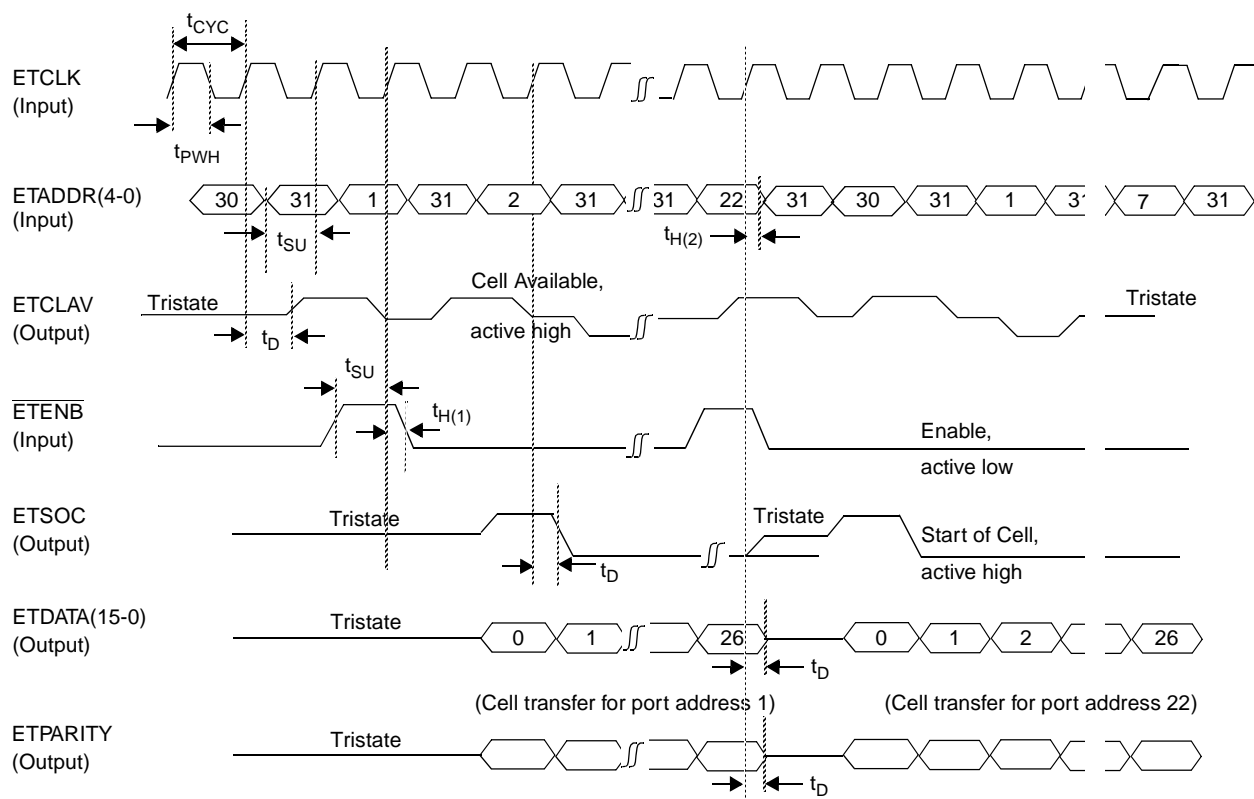 tCYC
ETCLK
(Input)
tPWH
ETADDR(4-0)
(Input)
30 31 1 31 2 31 31 22 31 30 31 1 31 7 31
tSU
tH(2)
ETCLAV
(Output)
Tristate
Cell Available,
active high
Tristate
tD
tSU
ETENB
(Input)
tH(1)
Enable,
active low
ETSOC
(Output)
Tristate
Tristate
Start of Cell,
active high
tD
ETDATA(15-0)
(Output)
Tristate
0 1 26 0 1 2 26
tD
(Cell transfer for port address 1) (Cell transfer for port address 22)
ETPARITY
(Output)
Tristate
tD